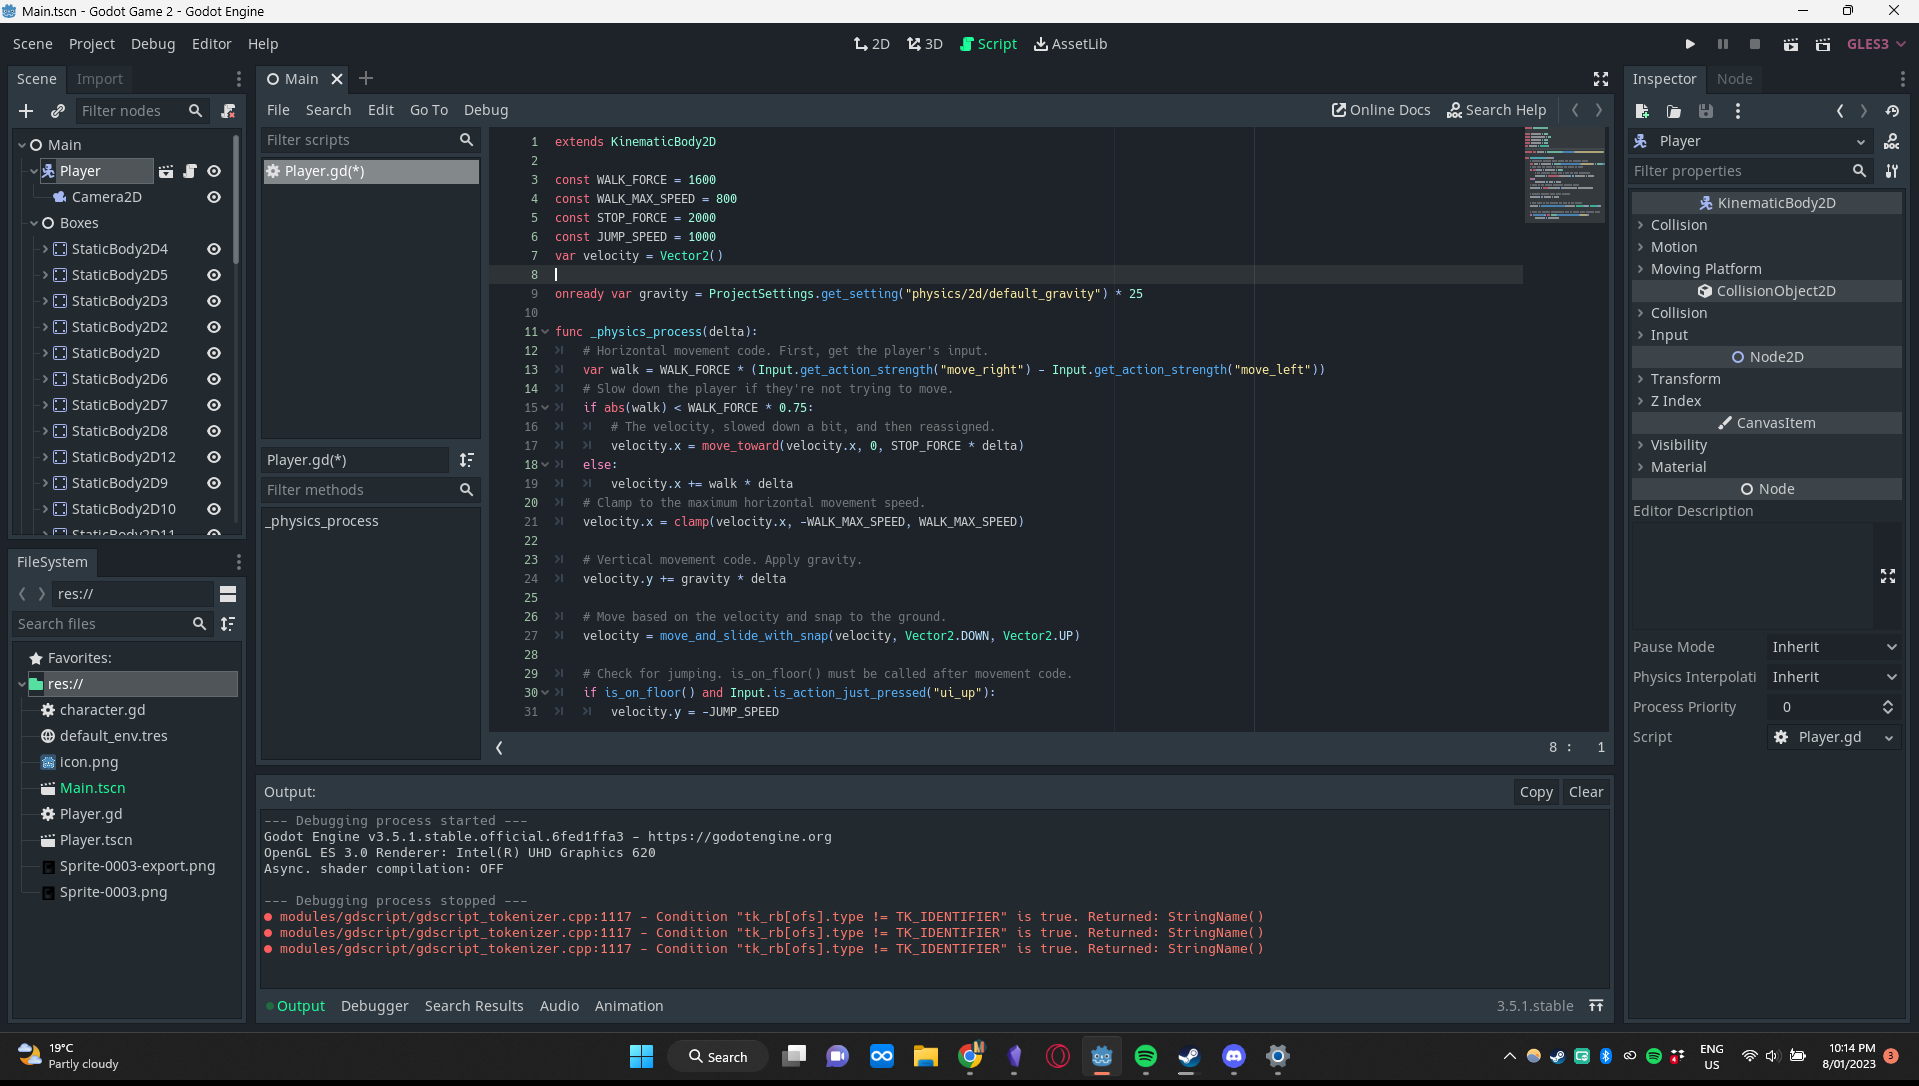 Main.tscn - Godot Game 2 - Godot Engine
Scene Project Debug Editor Help
2D 3D Script AssetLib
GLES3
Scene Import
Filter nodes
Main
Player
Camera2D
Boxes
StaticBody2D4
StaticBody2D5
StaticBody2D3
StaticBody2D2
StaticBody2D
StaticBody2D6
StaticBody2D7
StaticBody2D8
StaticBody2D12
StaticBody2D9
StaticBody2D10
StaticBody2D11
FileSystem
res://
Search files
Favorites:
res://
character.gd
default_env.tres
icon.png
Main.tscn
Player.gd
Player.tscn
Sprite-0003-export.png
Sprite-0003.png
Main
File Search Edit Go To Debug
Online Docs Search Help
Filter scripts
Player.gd(*)
Player.gd(*)
Filter methods
_physics_process
1 extends KinematicBody2D
2
3 const WALK_FORCE = 1600
4 const WALK_MAX_SPEED = 800
5 const STOP_FORCE = 2000
6 const JUMP_SPEED = 1000
7 var velocity = Vector2()
8
9 onready var gravity = ProjectSettings.get_setting("physics/2d/default_gravity") * 25
10
11 func _physics_process(delta):
12 # Horizontal movement code. First, get the player's input.
13 var walk = WALK_FORCE * (Input.get_action_strength("move_right") - Input.get_action_strength("move_left"))
14 # Slow down the player if they're not trying to move.
15 if abs(walk) < WALK_FORCE * 0.75:
16 # The velocity, slowed down a bit, and then reassigned.
17 velocity.x = move_toward(velocity.x, 0, STOP_FORCE * delta)
18 else:
19 velocity.x += walk * delta
20 # Clamp to the maximum horizontal movement speed.
21 velocity.x = clamp(velocity.x, -WALK_MAX_SPEED, WALK_MAX_SPEED)
22
23 # Vertical movement code. Apply gravity.
24 velocity.y += gravity * delta
25
26 # Move based on the velocity and snap to the ground.
27 velocity = move_and_slide_with_snap(velocity, Vector2.DOWN, Vector2.UP)
28
29 # Check for jumping. is_on_floor() must be called after movement code.
30 if is_on_floor() and Input.is_action_just_pressed("ui_up"):
31 velocity.y = -JUMP_SPEED
8 : 1
Output:
Copy Clear
--- Debugging process started ---
Godot Engine v3.5.1.stable.official.6fed1ffa3 - https://godotengine.org
OpenGL ES 3.0 Renderer: Intel(R) UHD Graphics 620
Async. shader compilation: OFF
--- Debugging process stopped ---
modules/gdscript/gdscript_tokenizer.cpp:1117 - Condition "tk_rb[ofs].type != TK_IDENTIFIER" is true. Returned: StringName()
modules/gdscript/gdscript_tokenizer.cpp:1117 - Condition "tk_rb[ofs].type != TK_IDENTIFIER" is true. Returned: StringName()
modules/gdscript/gdscript_tokenizer.cpp:1117 - Condition "tk_rb[ofs].type != TK_IDENTIFIER" is true. Returned: StringName()
Output Debugger Search Results Audio Animation
3.5.1.stable
Inspector Node
Player
Filter properties
KinematicBody2D
Collision
Motion
Moving Platform
CollisionObject2D
Collision
Input
Node2D
Transform
Z Index
CanvasItem
Visibility
Material
Node
Editor Description
Pause Mode Inherit
Physics Interpolati Inherit
Process Priority 0
Script Player.gd
19°C
Partly cloudy
Search
M
ENG
US
10:14 PM
8/01/2023
3